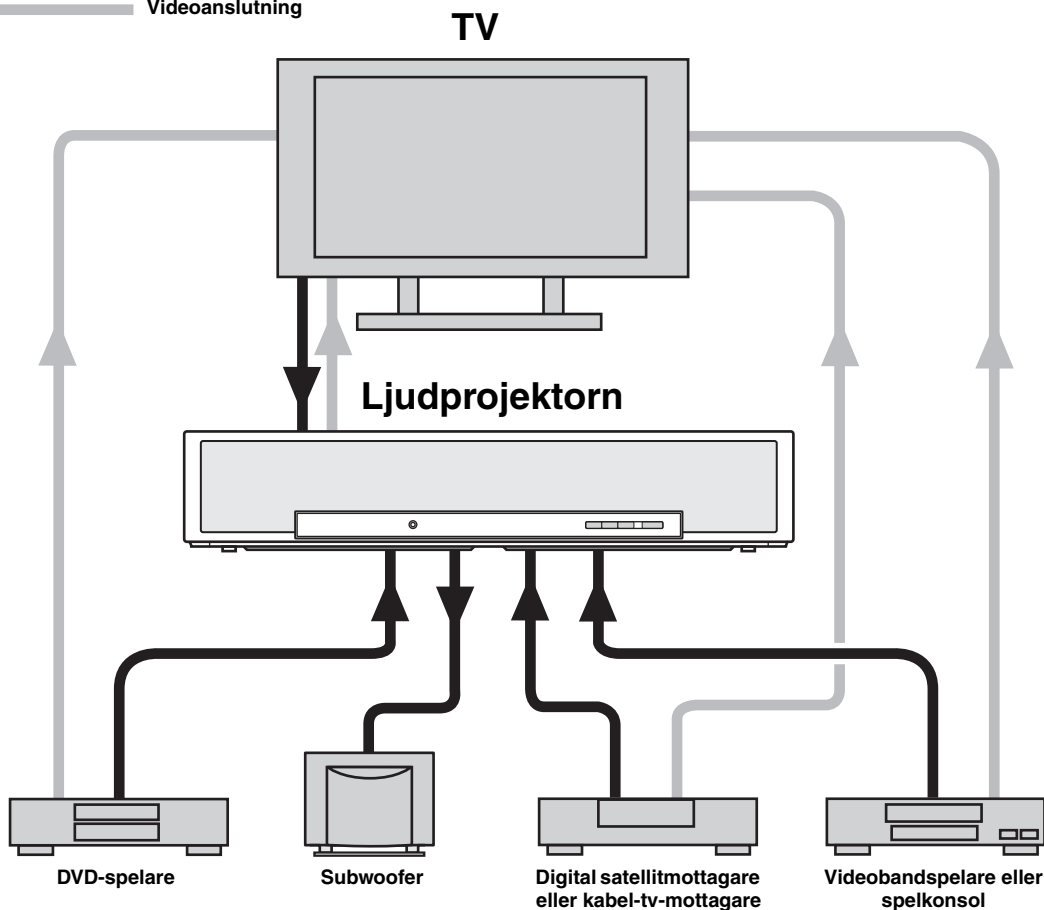 Videoanslutning
TV
Ljudprojektorn
DVD-spelare
Subwoofer
Digital satellitmottagare
eller kabel-tv-mottagare
Videobandspelare eller
spelkonsol